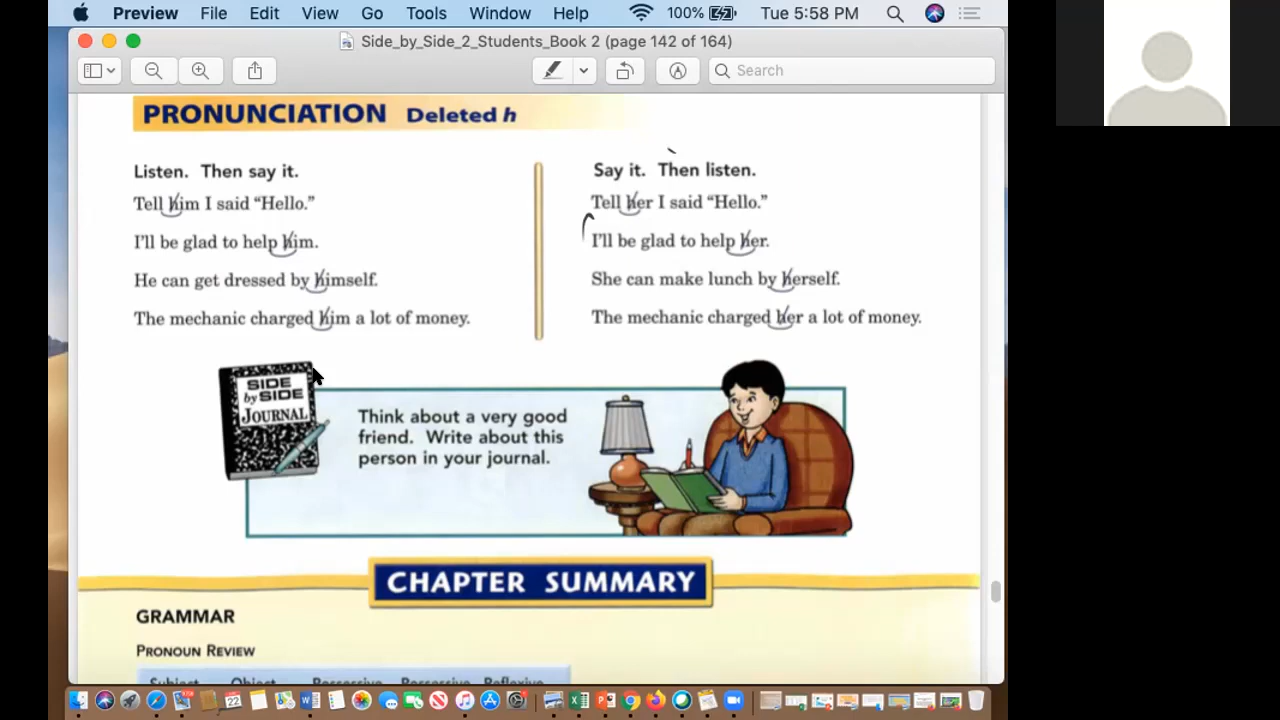 Preview File Edit View Go Tools Window Help 100% Tue 5:58 PM
Side_by_Side_2_Students_Book 2 (page 142 of 164)
Search
PRONUNCIATION Deleted h
Listen. Then say it.
Tell him I said “Hello.”
I’ll be glad to help him.
He can get dressed by himself.
The mechanic charged him a lot of money.
Say it. Then listen.
Tell her I said “Hello.”
I’ll be glad to help her.
She can make lunch by herself.
The mechanic charged her a lot of money.
SIDE
by SIDE
JOURNAL
Think about a very good
friend. Write about this
person in your journal.
CHAPTER SUMMARY
GRAMMAR
PRONOUN REVIEW
Subject Object Possessive Possessive Reflexive